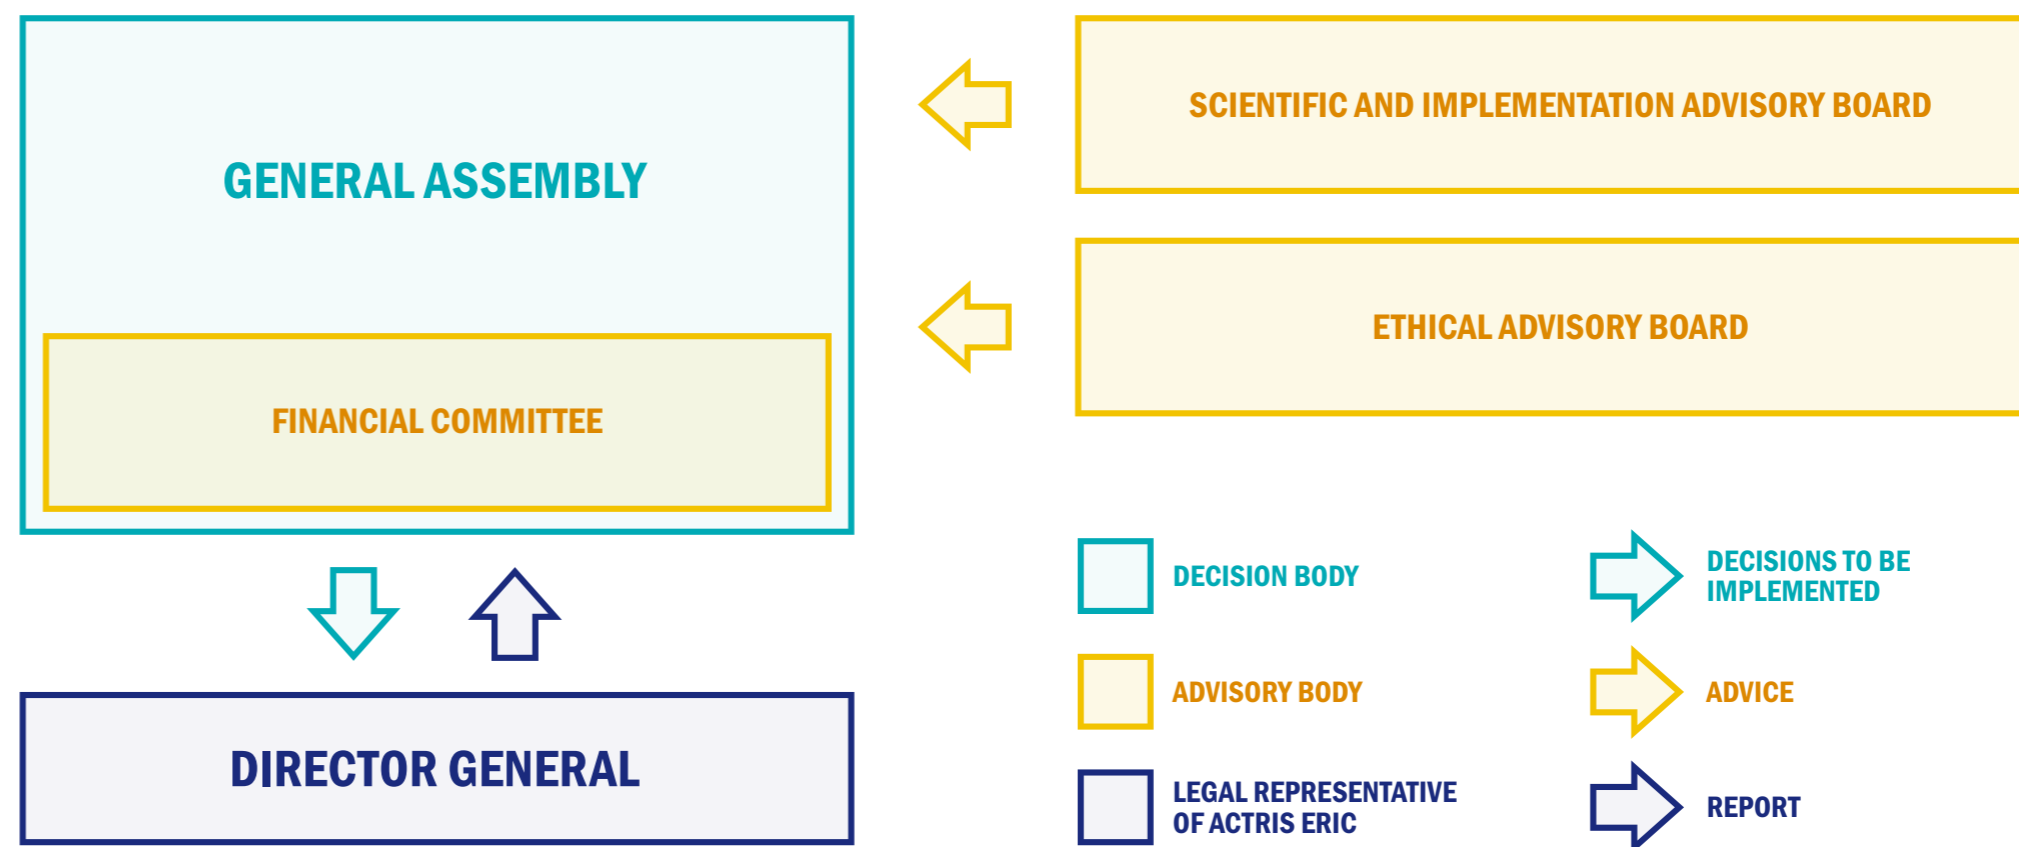 GENERAL ASSEMBLY
FINANCIAL COMMITTEE
DIRECTOR GENERAL
SCIENTIFIC AND IMPLEMENTATION ADVISORY BOARD
ETHICAL ADVISORY BOARD
DECISION BODY
ADVISORY BODY
LEGAL REPRESENTATIVE
OF ACTRIS ERIC
DECISIONS TO BE
IMPLEMENTED
ADVICE
REPORT